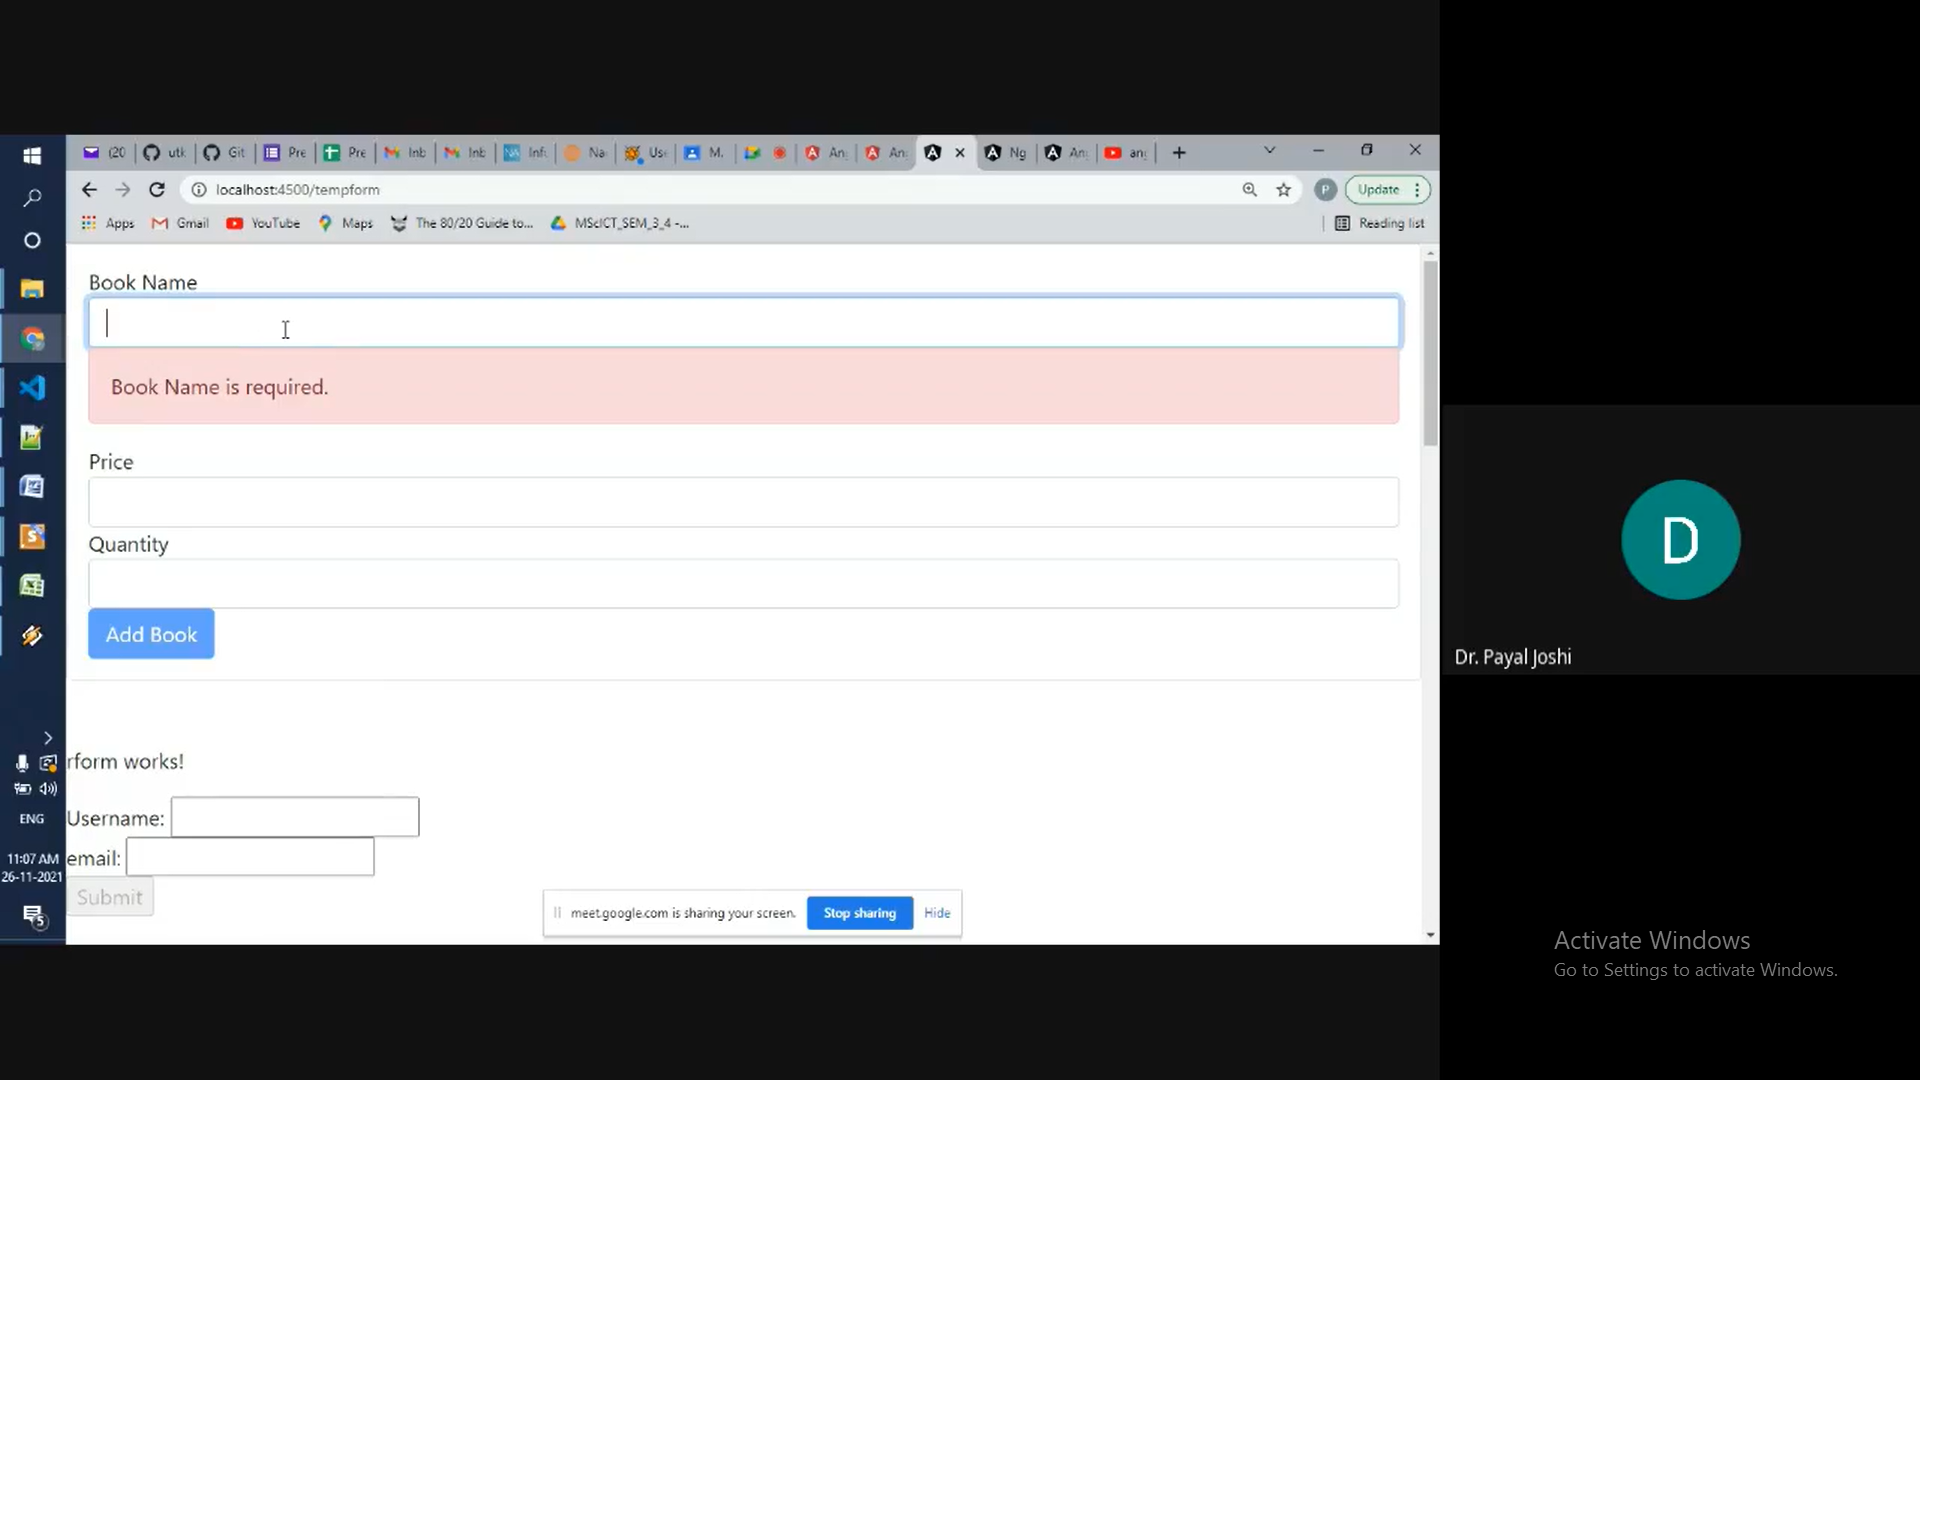 (20 utk Git Pre Pre Inb Inb Inf Na Us M. An An × Ng An an +
localhost:4500/tempform P Update
Apps Gmail YouTube Maps The 80/20 Guide to... MScICT_SEM_3_4 -... Reading list
Book Name
Book Name is required.
Price
Quantity
Add Book
rform works!
Username:
email:
Submit
ENG
11:07 AM
26-11-2021
5
meet.google.com is sharing your screen. Stop sharing Hide
D
Dr. Payal Joshi
Activate Windows
Go to Settings to activate Windows.